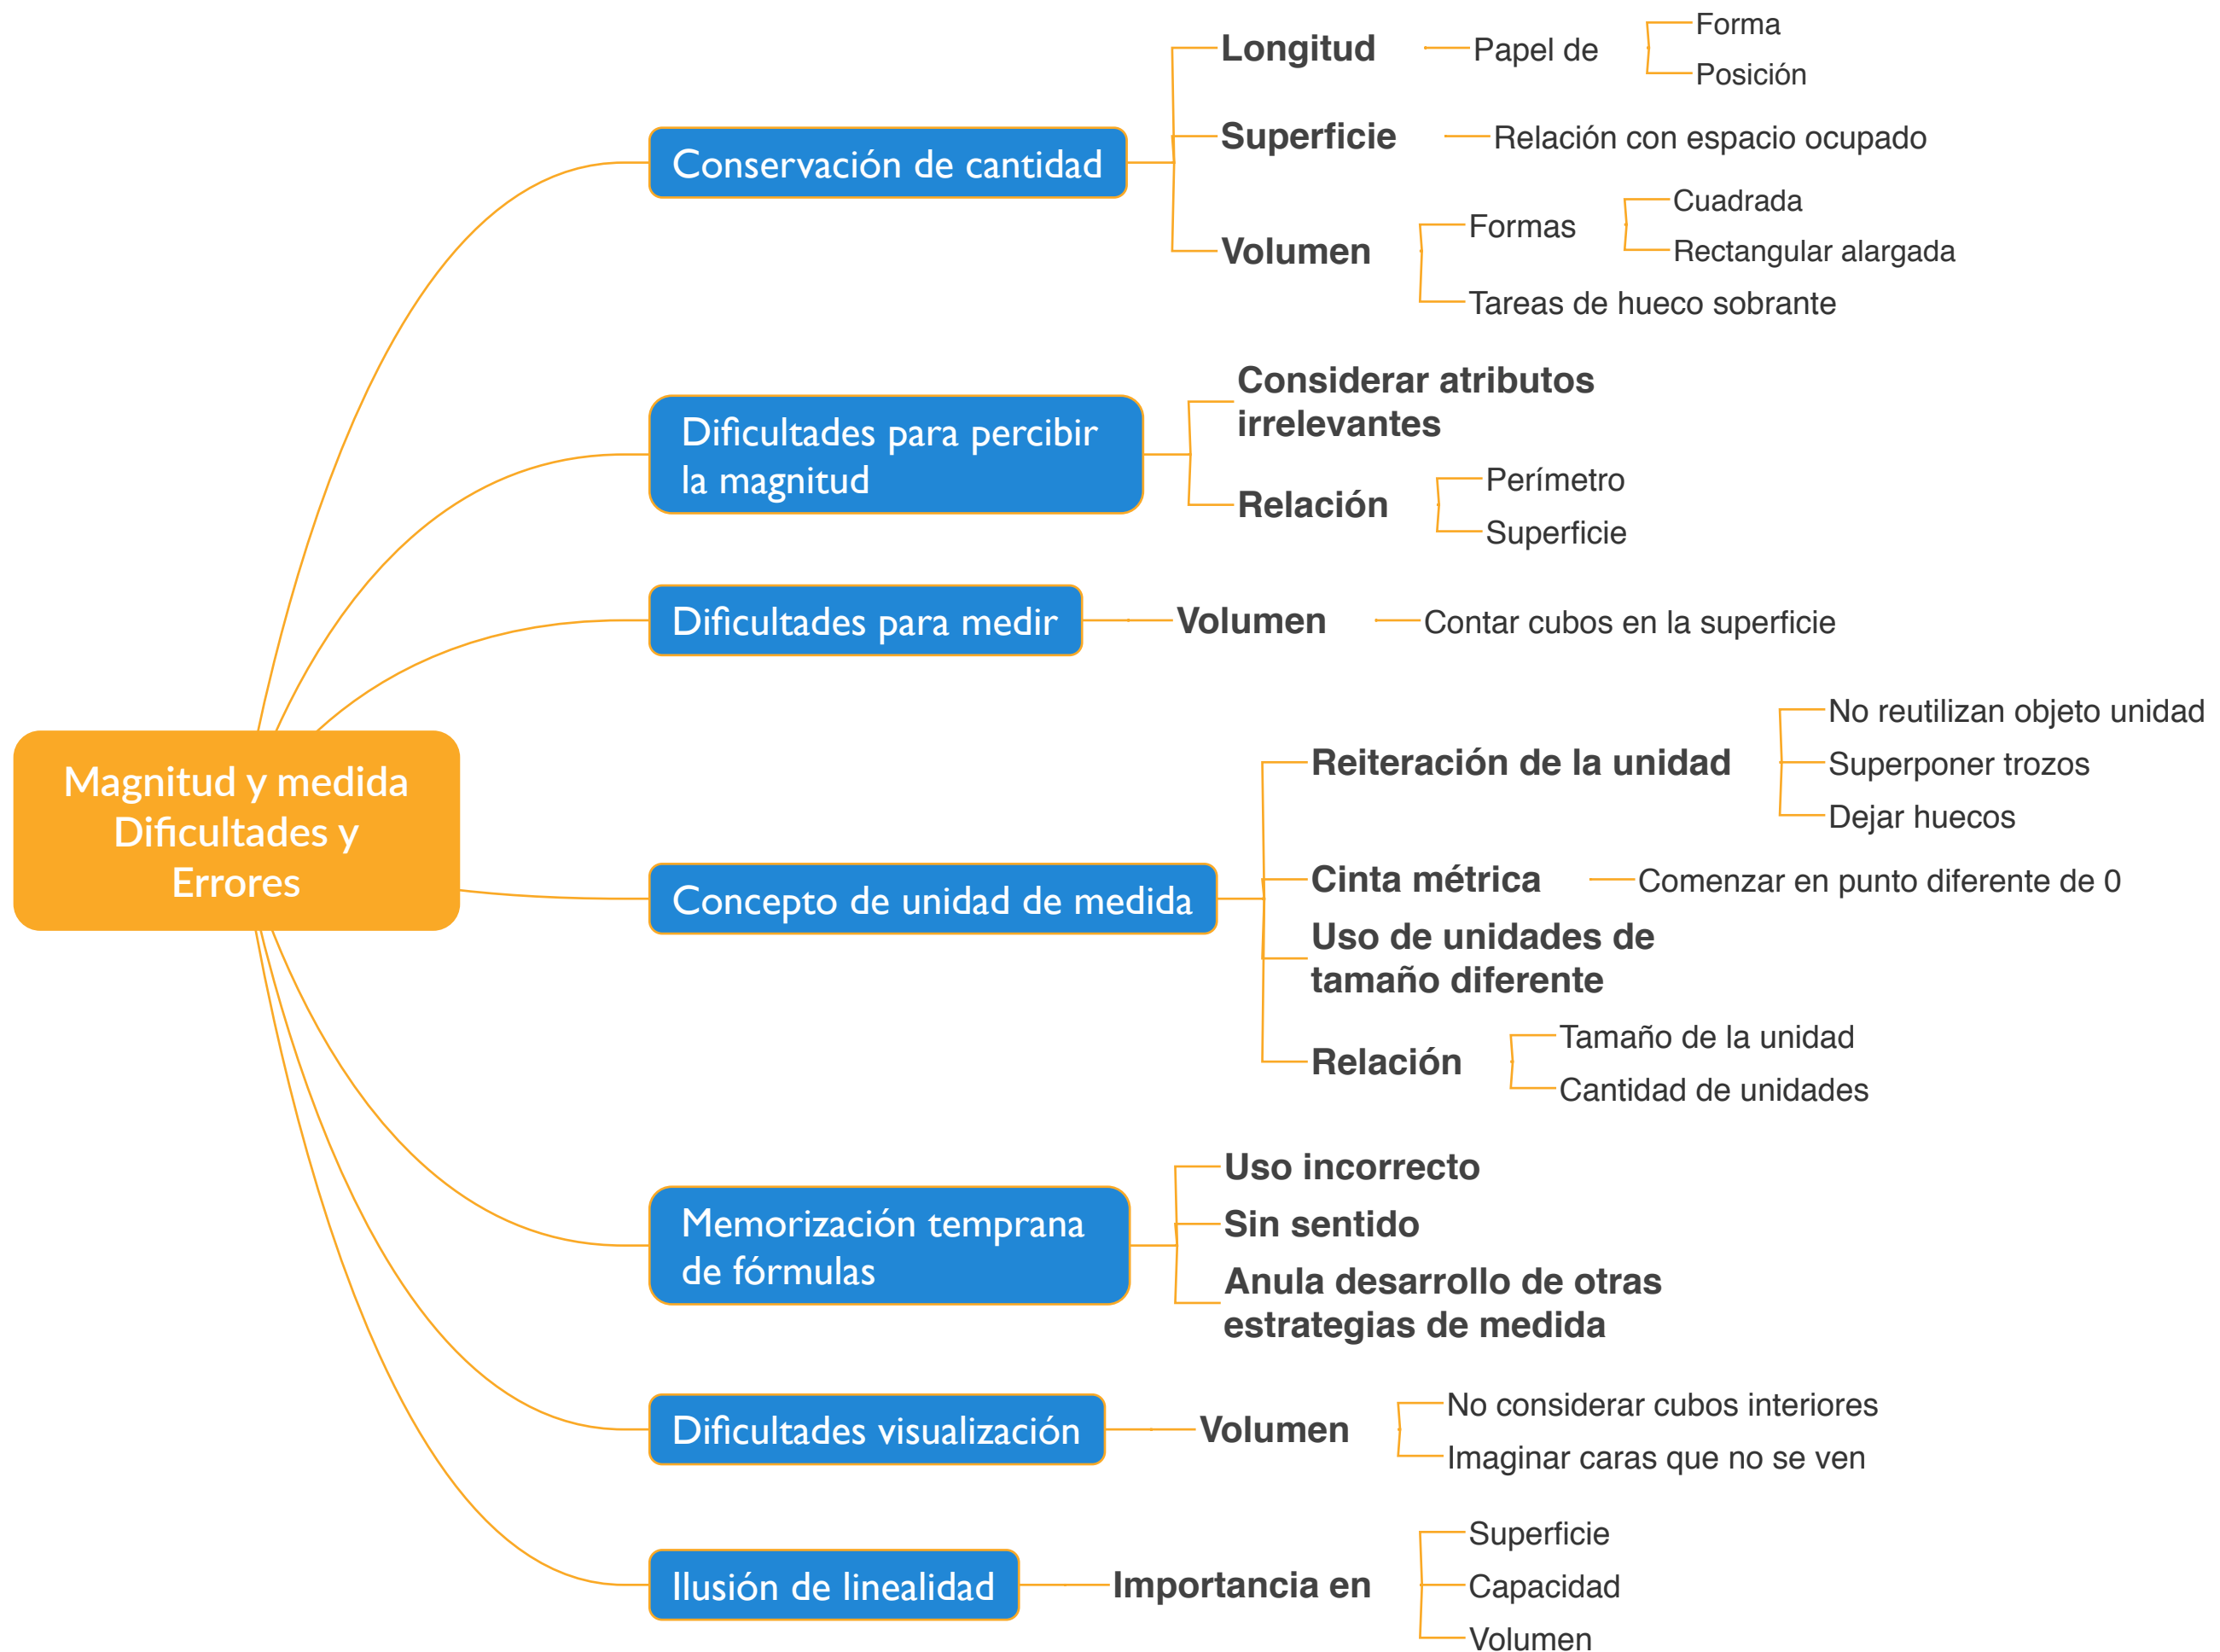 Magnitud y medida
Dificultades y
Errores
Conservación de cantidad
Longitud
Papel de
Forma
Posición
Superficie
Relación con espacio ocupado
Volumen
Formas
Cuadrada
Rectangular alargada
Tareas de hueco sobrante
Dificultades para percibir
la magnitud
Considerar atributos
irrelevantes
Relación
Perímetro
Superficie
Dificultades para medir
Volumen
Contar cubos en la superficie
Concepto de unidad de medida
Reiteración de la unidad
No reutilizan objeto unidad
Superponer trozos
Dejar huecos
Cinta métrica
Comenzar en punto diferente de 0
Uso de unidades de
tamaño diferente
Relación
Tamaño de la unidad
Cantidad de unidades
Memorización temprana
de fórmulas
Uso incorrecto
Sin sentido
Anula desarrollo de otras
estrategias de medida
Dificultades visualización
Volumen
No considerar cubos interiores
Imaginar caras que no se ven
Ilusión de linealidad
Importancia en
Superficie
Capacidad
Volumen